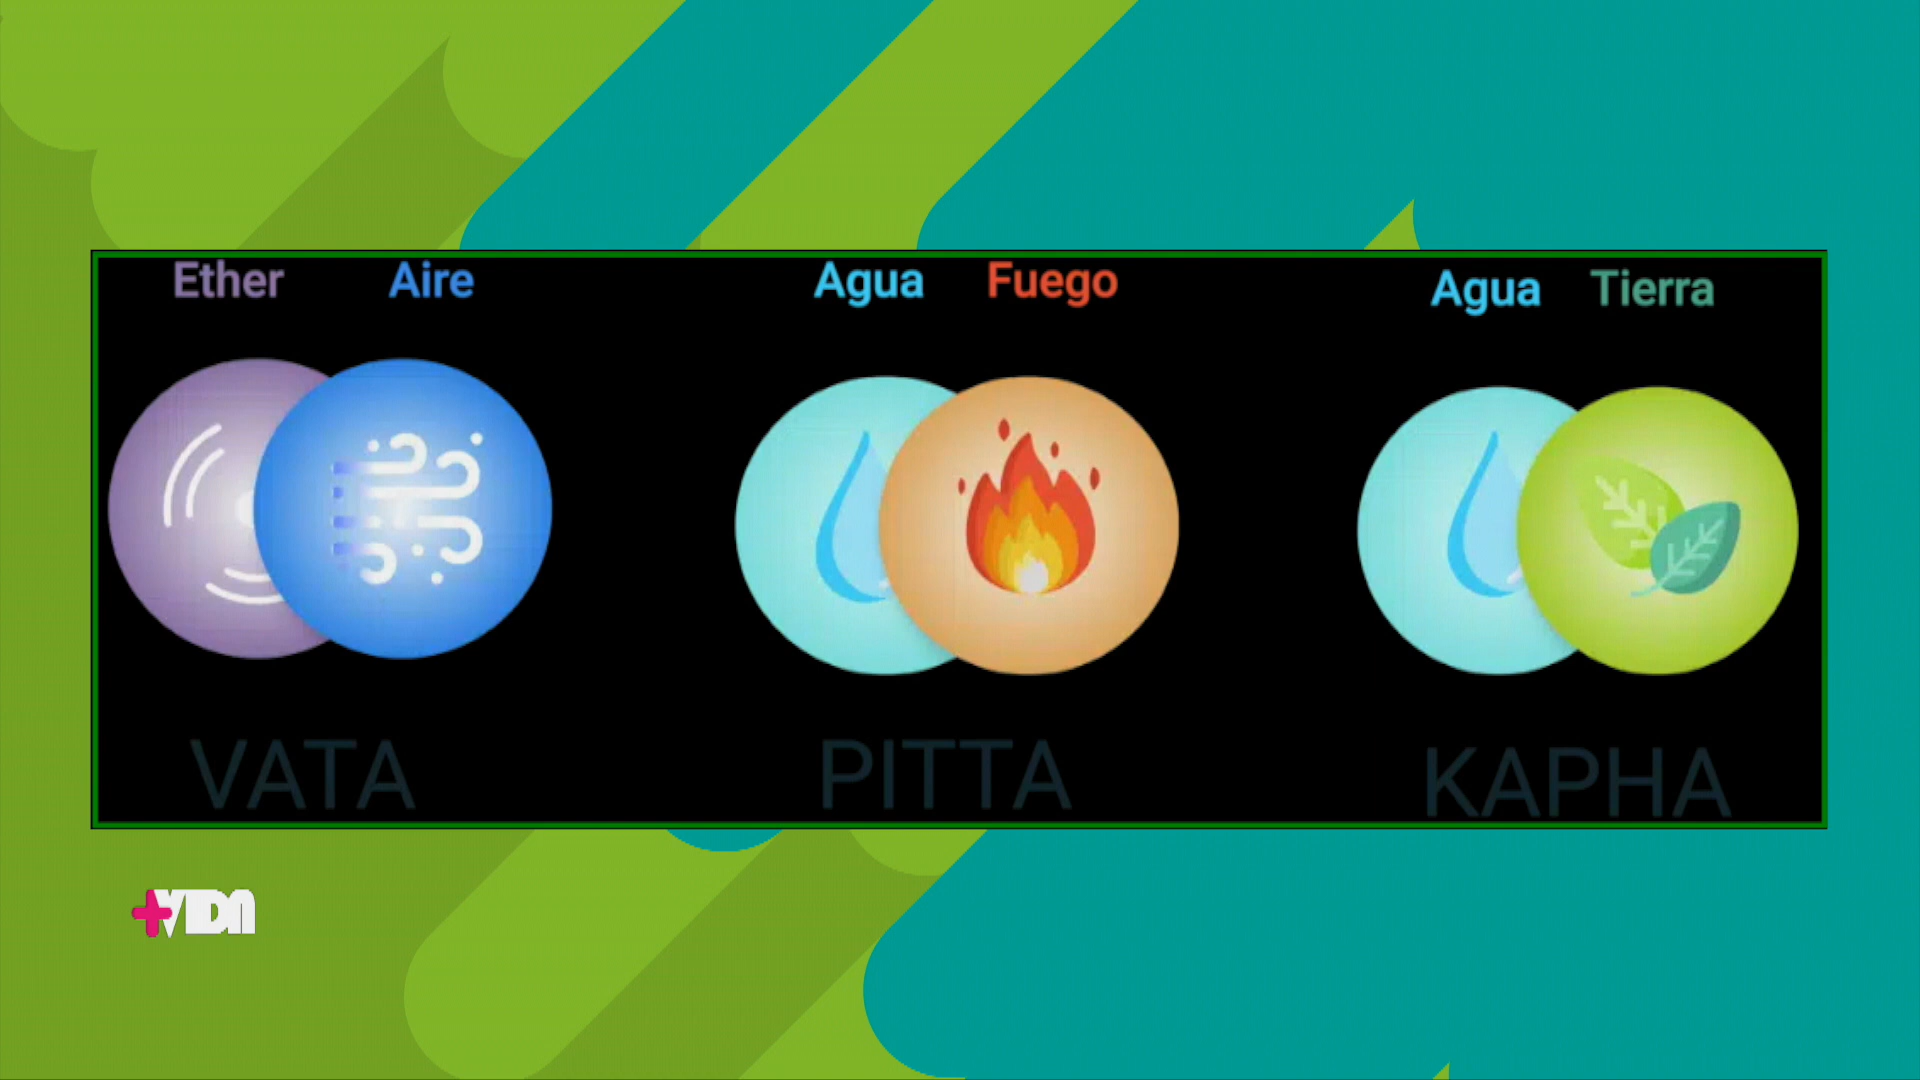 Ether Aire
Agua Fuego
Agua Tierra
VATA
PITTA
KAPHA
+VIDA